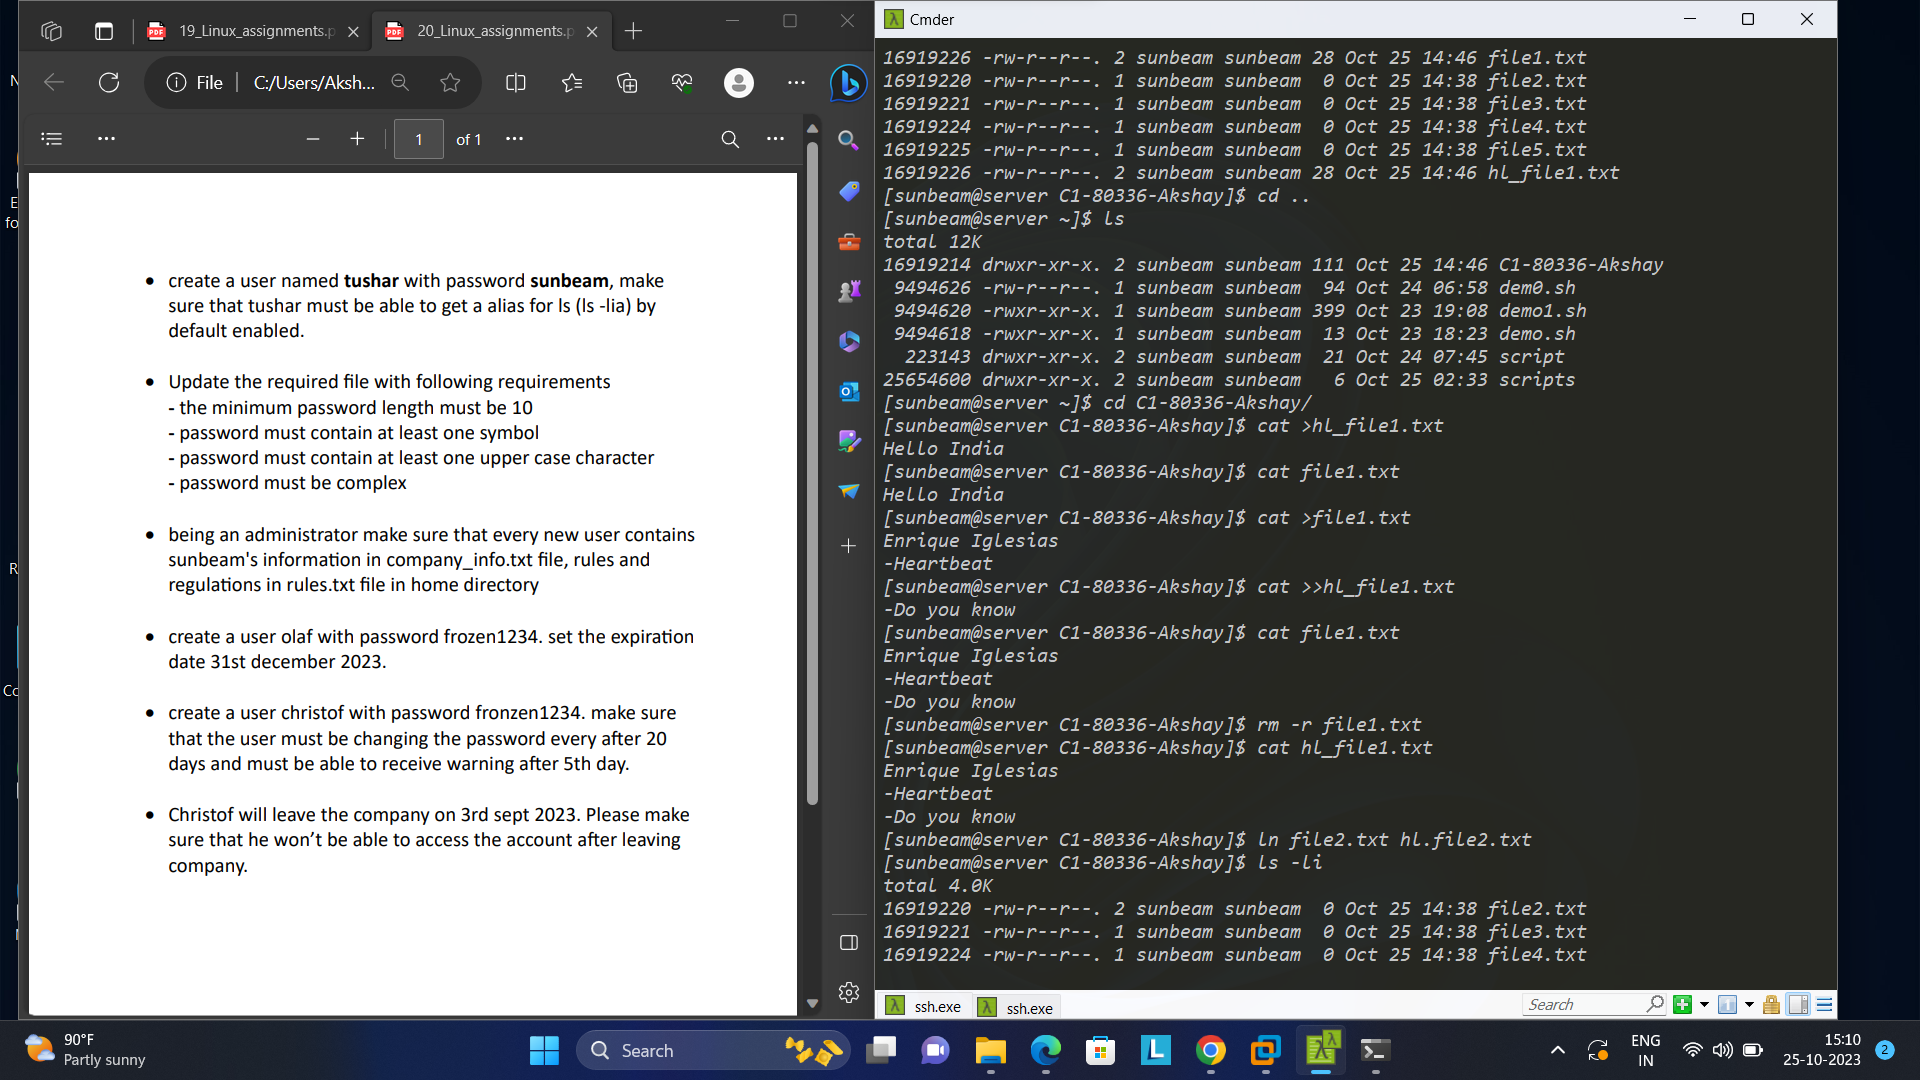 19_Linux_assignments.p
20_Linux_assignments.p
File
C:/Users/Aksh...
1
of 1
• create a user named tushar with password sunbeam, make
sure that tushar must be able to get a alias for ls (ls -lia) by
default enabled.
• Update the required file with following requirements
- the minimum password length must be 10
- password must contain at least one symbol
- password must contain at least one upper case character
- password must be complex
• being an administrator make sure that every new user contains
sunbeam's information in company_info.txt file, rules and
regulations in rules.txt file in home directory
• create a user olaf with password frozen1234. set the expiration
date 31st december 2023.
• create a user christof with password fronzen1234. make sure
that the user must be changing the password every after 20
days and must be able to receive warning after 5th day.
• Christof will leave the company on 3rd sept 2023. Please make
sure that he won’t be able to access the account after leaving
company.
Cmder
16919226 -rw-r--r--. 2 sunbeam sunbeam 28 Oct 25 14:46 file1.txt
16919220 -rw-r--r--. 1 sunbeam sunbeam  0 Oct 25 14:38 file2.txt
16919221 -rw-r--r--. 1 sunbeam sunbeam  0 Oct 25 14:38 file3.txt
16919224 -rw-r--r--. 1 sunbeam sunbeam  0 Oct 25 14:38 file4.txt
16919225 -rw-r--r--. 1 sunbeam sunbeam  0 Oct 25 14:38 file5.txt
16919226 -rw-r--r--. 2 sunbeam sunbeam 28 Oct 25 14:46 hl_file1.txt
[sunbeam@server C1-80336-Akshay]$ cd ..
[sunbeam@server ~]$ ls
total 12K
16919214 drwxr-xr-x. 2 sunbeam sunbeam 111 Oct 25 14:46 C1-80336-Akshay
 9494626 -rwxr-xr-x. 1 sunbeam sunbeam  94 Oct 24 06:58 dem0.sh
 9494620 -rwxr-xr-x. 1 sunbeam sunbeam 399 Oct 23 19:08 demo1.sh
 9494618 -rwxr-xr-x. 1 sunbeam sunbeam  13 Oct 23 18:23 demo.sh
  223143 drwxr-xr-x. 2 sunbeam sunbeam  21 Oct 24 07:45 script
25654600 drwxr-xr-x. 2 sunbeam sunbeam   6 Oct 25 02:33 scripts
[sunbeam@server ~]$ cd C1-80336-Akshay/
[sunbeam@server C1-80336-Akshay]$ cat >hl_file1.txt
Hello India
[sunbeam@server C1-80336-Akshay]$ cat file1.txt
Hello India
[sunbeam@server C1-80336-Akshay]$ cat >file1.txt
Enrique Iglesias
-Heartbeat
[sunbeam@server C1-80336-Akshay]$ cat >>hl_file1.txt
-Do you know
[sunbeam@server C1-80336-Akshay]$ cat file1.txt
Enrique Iglesias
-Heartbeat
-Do you know
[sunbeam@server C1-80336-Akshay]$ rm -r file1.txt
[sunbeam@server C1-80336-Akshay]$ cat hl_file1.txt
Enrique Iglesias
-Heartbeat
-Do you know
[sunbeam@server C1-80336-Akshay]$ ln file2.txt hl.file2.txt
[sunbeam@server C1-80336-Akshay]$ ls -li
total 4.0K
16919220 -rw-r--r--. 2 sunbeam sunbeam  0 Oct 25 14:38 file2.txt
16919221 -rw-r--r--. 1 sunbeam sunbeam  0 Oct 25 14:38 file3.txt
16919224 -rw-r--r--. 1 sunbeam sunbeam  0 Oct 25 14:38 file4.txt
ssh.exe
ssh.exe
Search
90°F
Partly sunny
Search
ENG
IN
15:10
25-10-2023
2